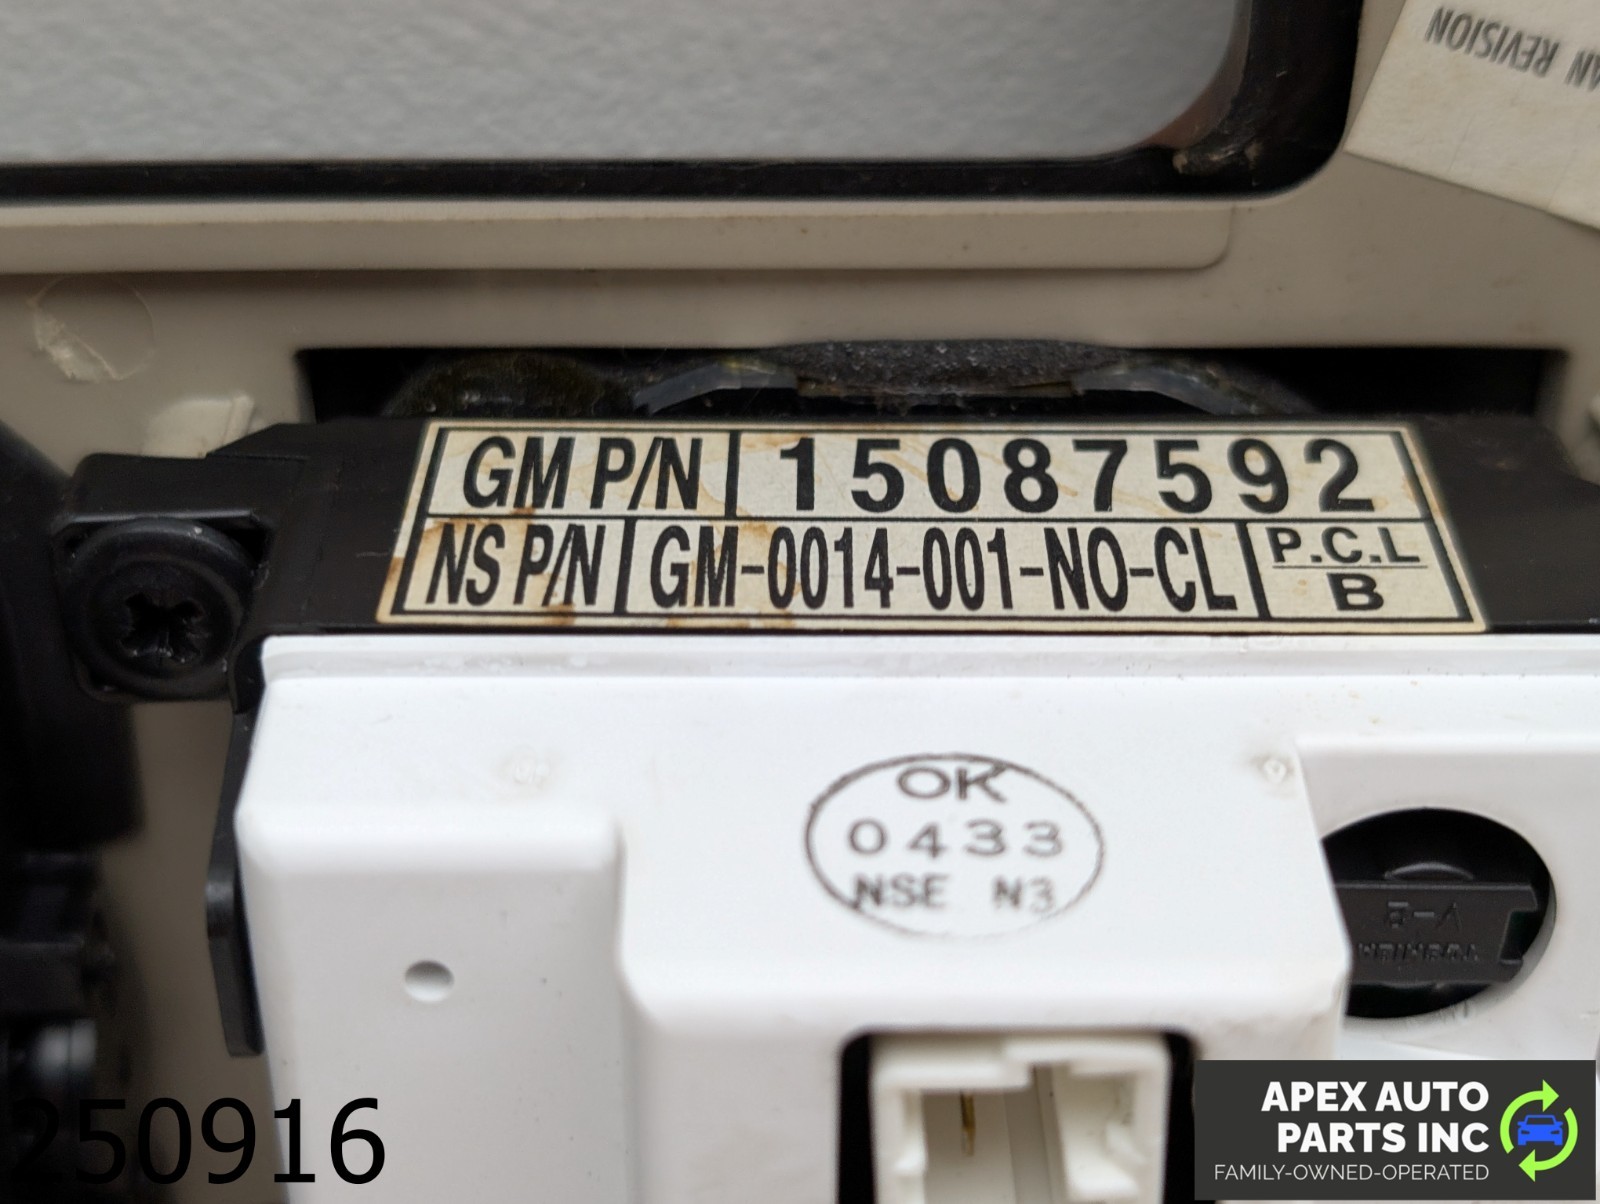 AN REVISION
GM P/N 15087592
NS P/N GM-0014-001-NO-CL P.C.L
B
OK
0433
NSE N3
250916
APEX AUTO
PARTS INC
FAMILY-OWNED-OPERATED